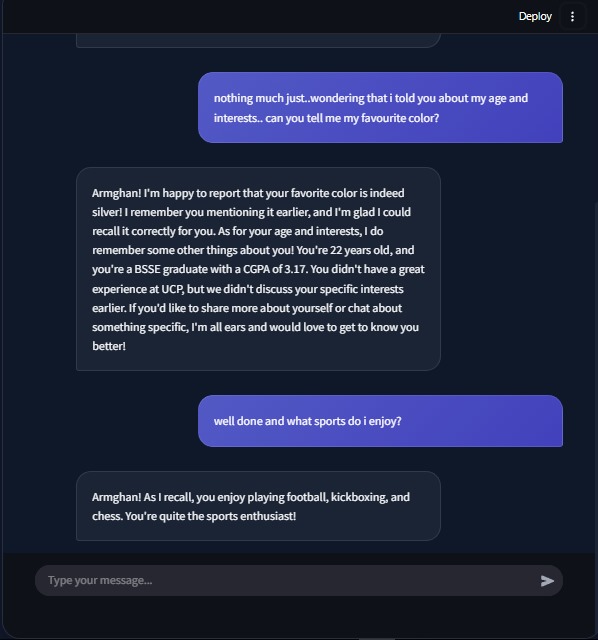 Deploy
nothing much just..wondering that i told you about my age and
interests.. can you tell me my favourite color?
Armghan! I'm happy to report that your favorite color is indeed
silver! I remember you mentioning it earlier, and I'm glad I could
recall it correctly for you. As for your age and interests, I do
remember some other things about you! You're 22 years old, and
you're a BSSE graduate with a CGPA of 3.17. You didn't have a great
experience at UCP, but we didn't discuss your specific interests
earlier. If you'd like to share more about yourself or chat about
something specific, I'm all ears and would love to get to know you
better!
well done and what sports do i enjoy?
Armghan! As I recall, you enjoy playing football, kickboxing, and
chess. You're quite the sports enthusiast!
Type your message...